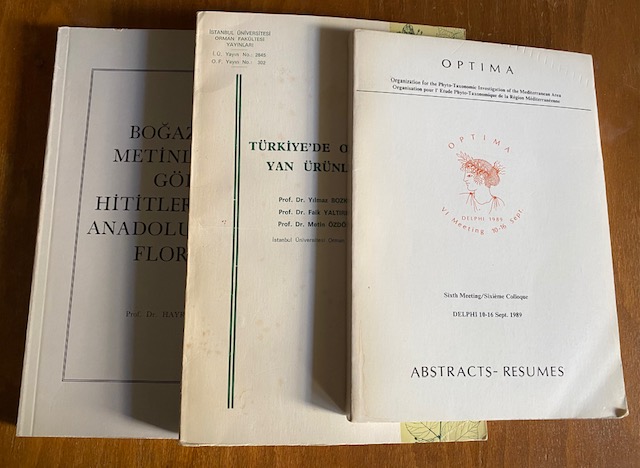 BOĞAZ
METİNL
GÖ
HİTİTLER
ANADOLU
FLOR
Prof. Dr. HAYR
İSTANBUL ÜNİVERSİTESİ
ORMAN FAKÜLTESİ
YAYINLARI
İ.Ü. Yayın No.: 2845
O.F. Yayın No.: 302
TÜRKİYE'DE O
YAN ÜRÜNL
Prof. Dr. Yılmaz BOZK
Prof. Dr. Faik YALTIR
Prof. Dr. Metin ÖZDÖ
İstanbul Üniversitesi Orman
OPTIMA
Organization for the Phyto-Taxonomic Investigation of the Mediterranean Area
Organisation pour l'Etude Phyto-Taxonomique de la Région Méditerranéenne
OPTIMA
DELPHI 1989
VI Meeting 10-16 Sept.
Sixth Meeting/Sixième Colloque
DELPHI 10-16 Sept. 1989
ABSTRACTS- RESUMES